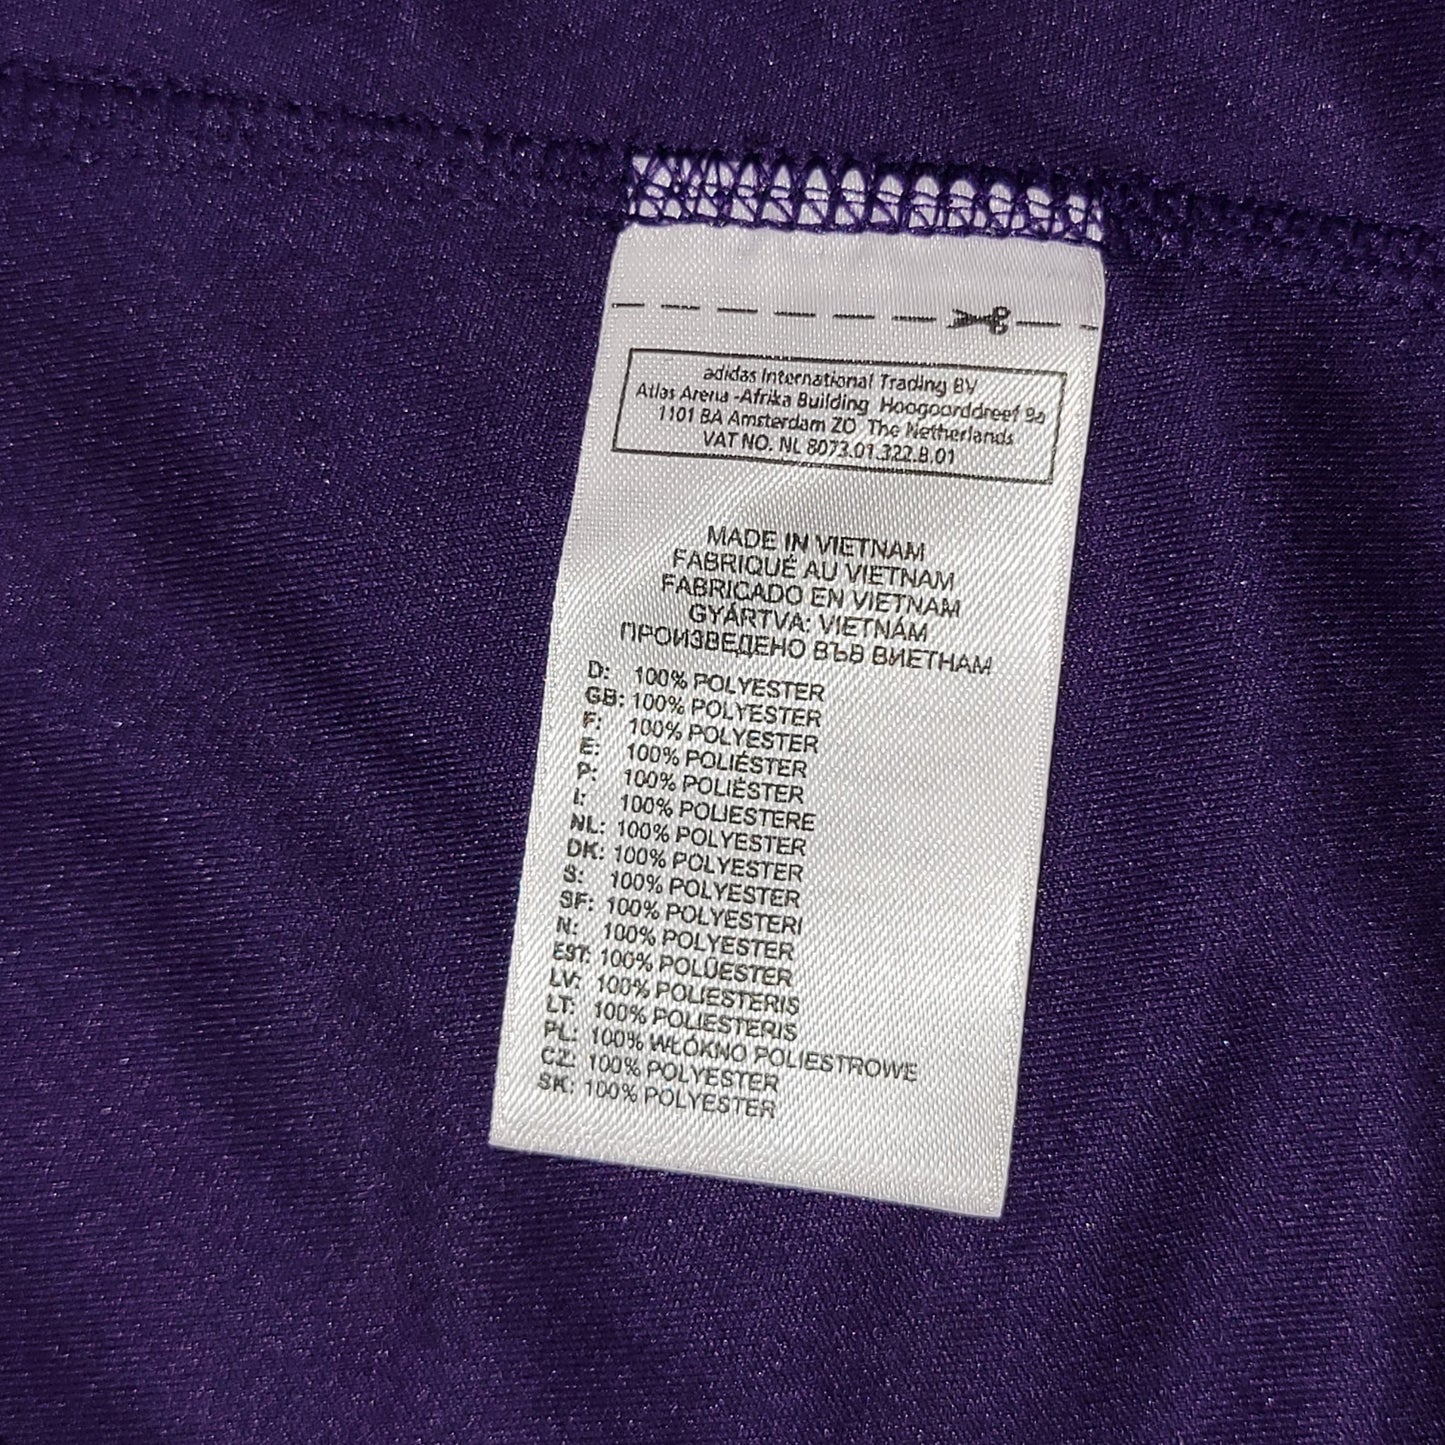 adidas International Trading BV
Atlas Arena -Afrika Building Hoogoorddreef 9a
1101 BA Amsterdam ZO The Netherlands
VAT NO. NL 8073.01.322.B.01
MADE IN VIETNAM
FABRIQUÉ AU VIETNAM
FABRICADO EN VIETNAM
GYÁRTVA: VIETNÁM
ПРОИЗВЕДЕНО ВЪВ ВИЕТНАМ
D: 100% POLYESTER
GB: 100% POLYESTER
F: 100% POLYESTER
E: 100% POLIÉSTER
P: 100% POLIÉSTER
I: 100% POLIESTERE
NL: 100% POLYESTER
DK: 100% POLYESTER
S: 100% POLYESTER
SF: 100% POLYESTERI
N: 100% POLYESTER
EST: 100% POLÜESTER
LV: 100% POLIESTERIS
LT: 100% POLIESTERIS
PL: 100% WŁÓKNO POLIESTROWE
CZ: 100% POLYESTER
SK: 100% POLYESTER